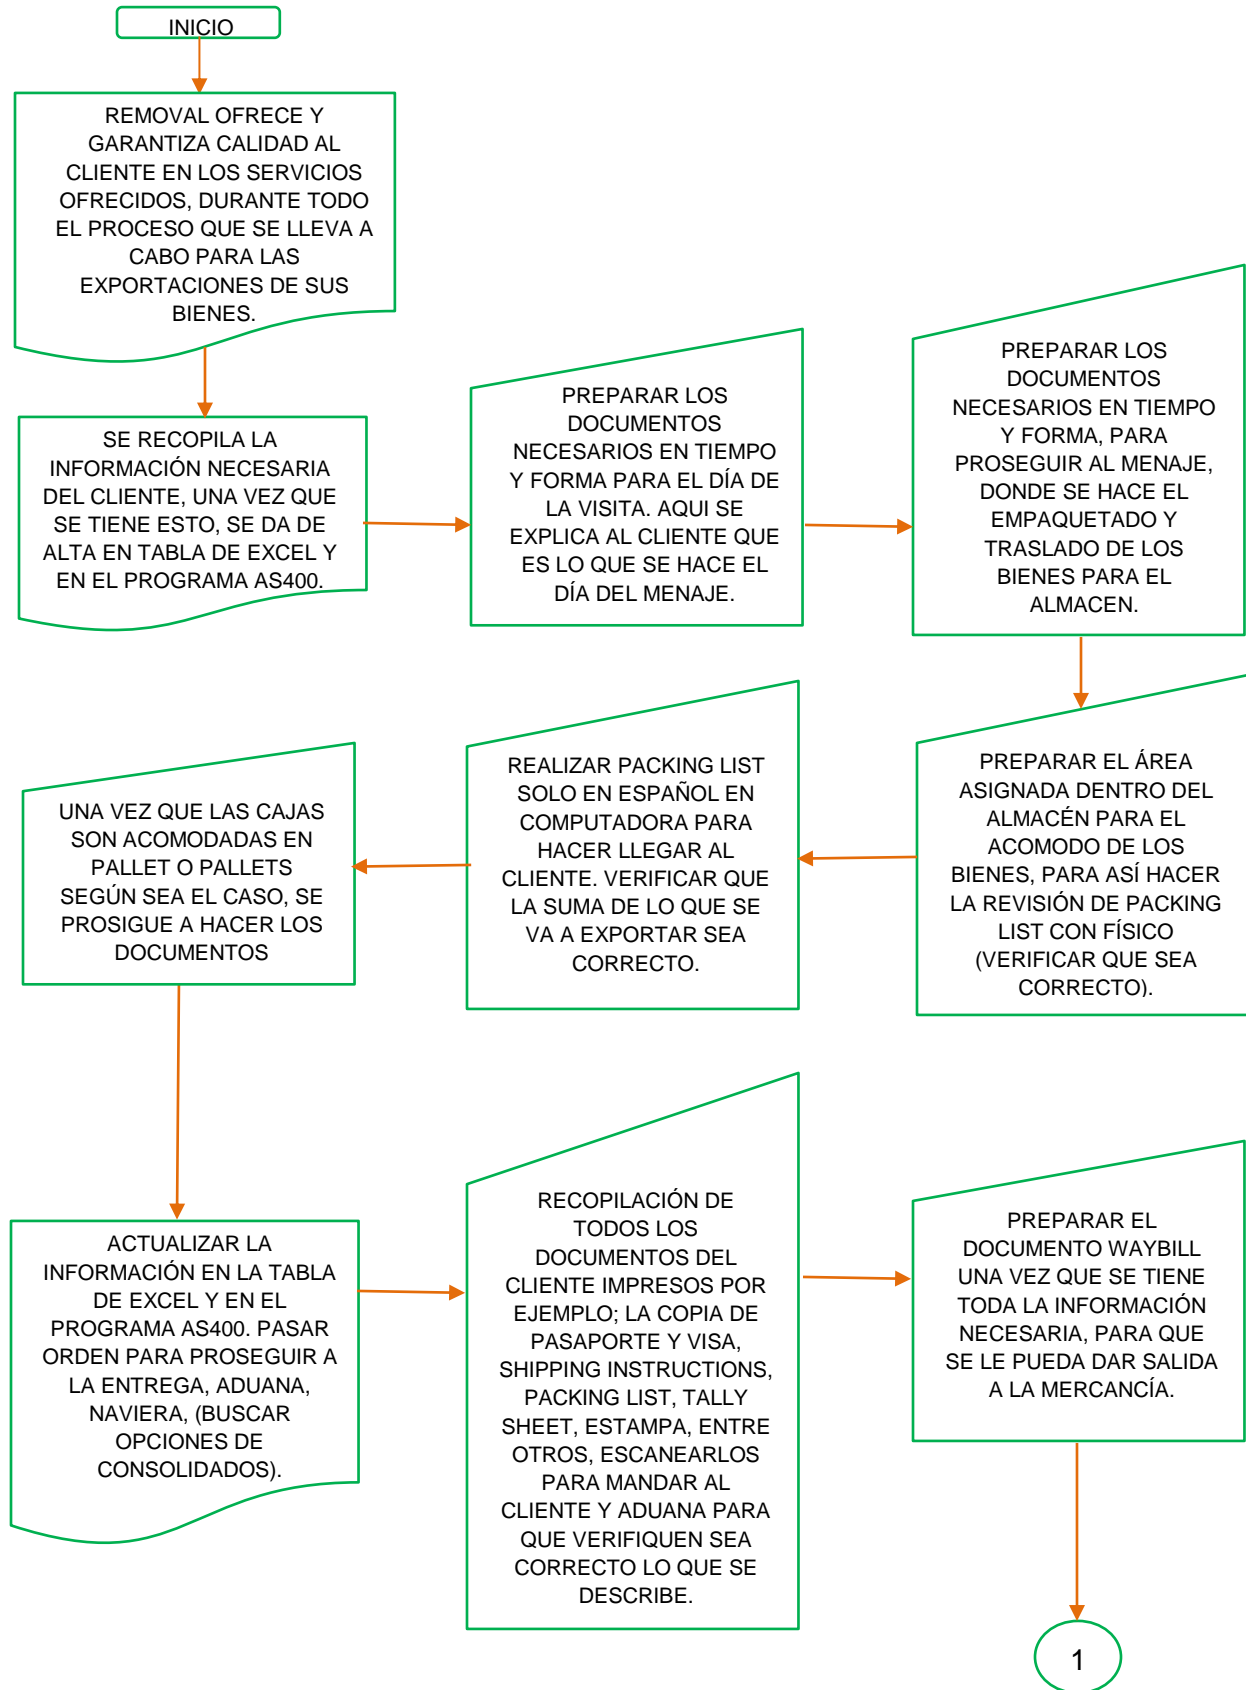 INICIO
REMOVAL OFRECE Y
GARANTIZA CALIDAD AL
CLIENTE EN LOS SERVICIOS
OFRECIDOS, DURANTE TODO
EL PROCESO QUE SE LLEVA A
CABO PARA LAS
EXPORTACIONES DE SUS
BIENES.
SE RECOPILA LA
INFORMACIÓN NECESARIA
DEL CLIENTE, UNA VEZ QUE
SE TIENE ESTO, SE DA DE
ALTA EN TABLA DE EXCEL Y
EN EL PROGRAMA AS400.
PREPARAR LOS
DOCUMENTOS
NECESARIOS EN TIEMPO
Y FORMA PARA EL DÍA DE
LA VISITA. AQUI SE
EXPLICA AL CLIENTE QUE
ES LO QUE SE HACE EL
DÍA DEL MENAJE.
PREPARAR LOS
DOCUMENTOS
NECESARIOS EN TIEMPO
Y FORMA, PARA
PROSEGUIR AL MENAJE,
DONDE SE HACE EL
EMPAQUETADO Y
TRASLADO DE LOS
BIENES PARA EL
ALMACEN.
PREPARAR EL ÁREA
ASIGNADA DENTRO DEL
ALMACÉN PARA EL
ACOMODO DE LOS
BIENES, PARA ASÍ HACER
LA REVISIÓN DE PACKING
LIST CON FÍSICO
(VERIFICAR QUE SEA
CORRECTO).
REALIZAR PACKING LIST
SOLO EN ESPAÑOL EN
COMPUTADORA PARA
HACER LLEGAR AL
CLIENTE. VERIFICAR QUE
LA SUMA DE LO QUE SE
VA A EXPORTAR SEA
CORRECTO.
UNA VEZ QUE LAS CAJAS
SON ACOMODADAS EN
PALLET O PALLETS
SEGÚN SEA EL CASO, SE
PROSIGUE A HACER LOS
DOCUMENTOS
ACTUALIZAR LA
INFORMACIÓN EN LA TABLA
DE EXCEL Y EN EL
PROGRAMA AS400. PASAR
ORDEN PARA PROSEGUIR A
LA ENTREGA, ADUANA,
NAVIERA, (BUSCAR
OPCIONES DE
CONSOLIDADOS).
RECOPILACIÓN DE
TODOS LOS
DOCUMENTOS DEL
CLIENTE IMPRESOS POR
EJEMPLO; LA COPIA DE
PASAPORTE Y VISA,
SHIPPING INSTRUCTIONS,
PACKING LIST, TALLY
SHEET, ESTAMPA, ENTRE
OTROS, ESCANEARLOS
PARA MANDAR AL
CLIENTE Y ADUANA PARA
QUE VERIFIQUEN SEA
CORRECTO LO QUE SE
DESCRIBE.
PREPARAR EL
DOCUMENTO WAYBILL
UNA VEZ QUE SE TIENE
TODA LA INFORMACIÓN
NECESARIA, PARA QUE
SE LE PUEDA DAR SALIDA
A LA MERCANCÍA.
1